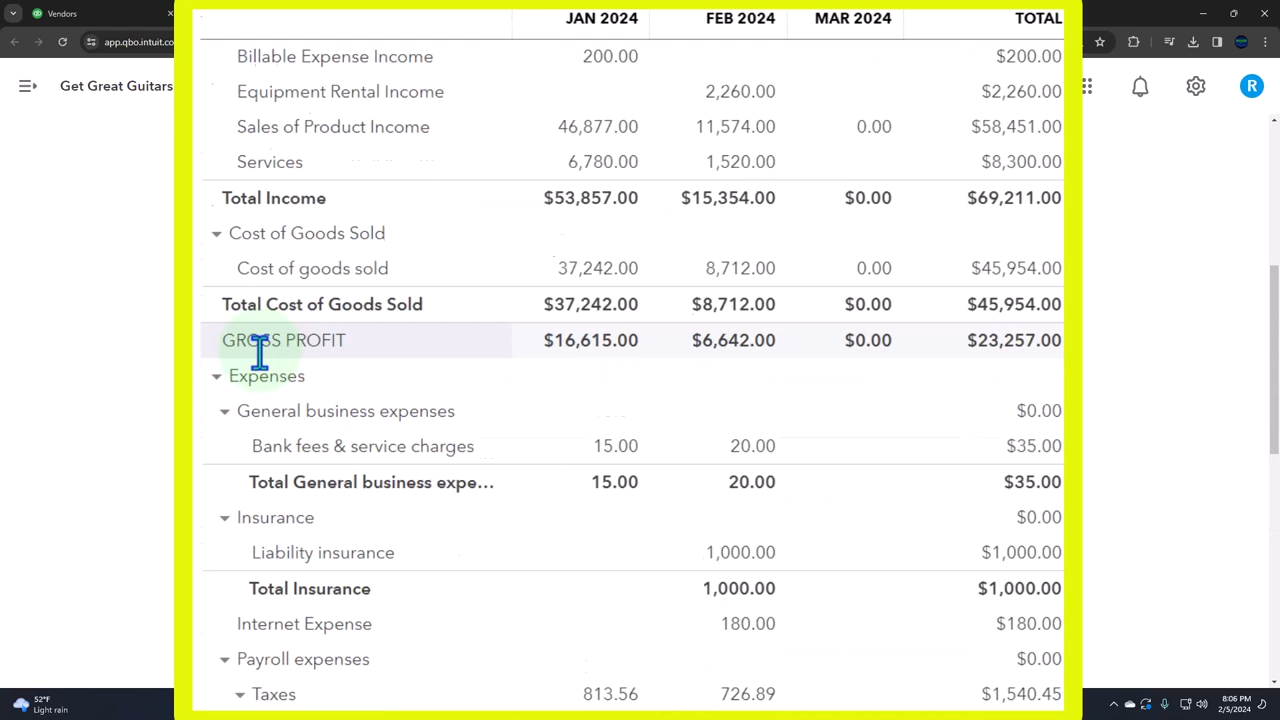 Vendors
app.qbo.intuit.com
Get Great Guitars
R
JAN 2024 FEB 2024 MAR 2024 TOTAL
Billable Expense Income 200.00 $200.00
Equipment Rental Income 2,260.00 $2,260.00
Sales of Product Income 46,877.00 11,574.00 0.00 $58,451.00
Services 6,780.00 1,520.00 $8,300.00
Total Income $53,857.00 $15,354.00 $0.00 $69,211.00
Cost of Goods Sold
Cost of goods sold 37,242.00 8,712.00 0.00 $45,954.00
Total Cost of Goods Sold $37,242.00 $8,712.00 $0.00 $45,954.00
GROSS PROFIT $16,615.00 $6,642.00 $0.00 $23,257.00
Expenses
General business expenses $0.00
Bank fees & service charges 15.00 20.00 $35.00
Total General business expe... 15.00 20.00 $35.00
Insurance $0.00
Liability insurance 1,000.00 $1,000.00
Total Insurance 1,000.00 $1,000.00
Internet Expense 180.00 $180.00
Payroll expenses $0.00
Taxes 813.56 726.89 $1,540.45
52°F
Light rain
8:06 PM
2/5/2024